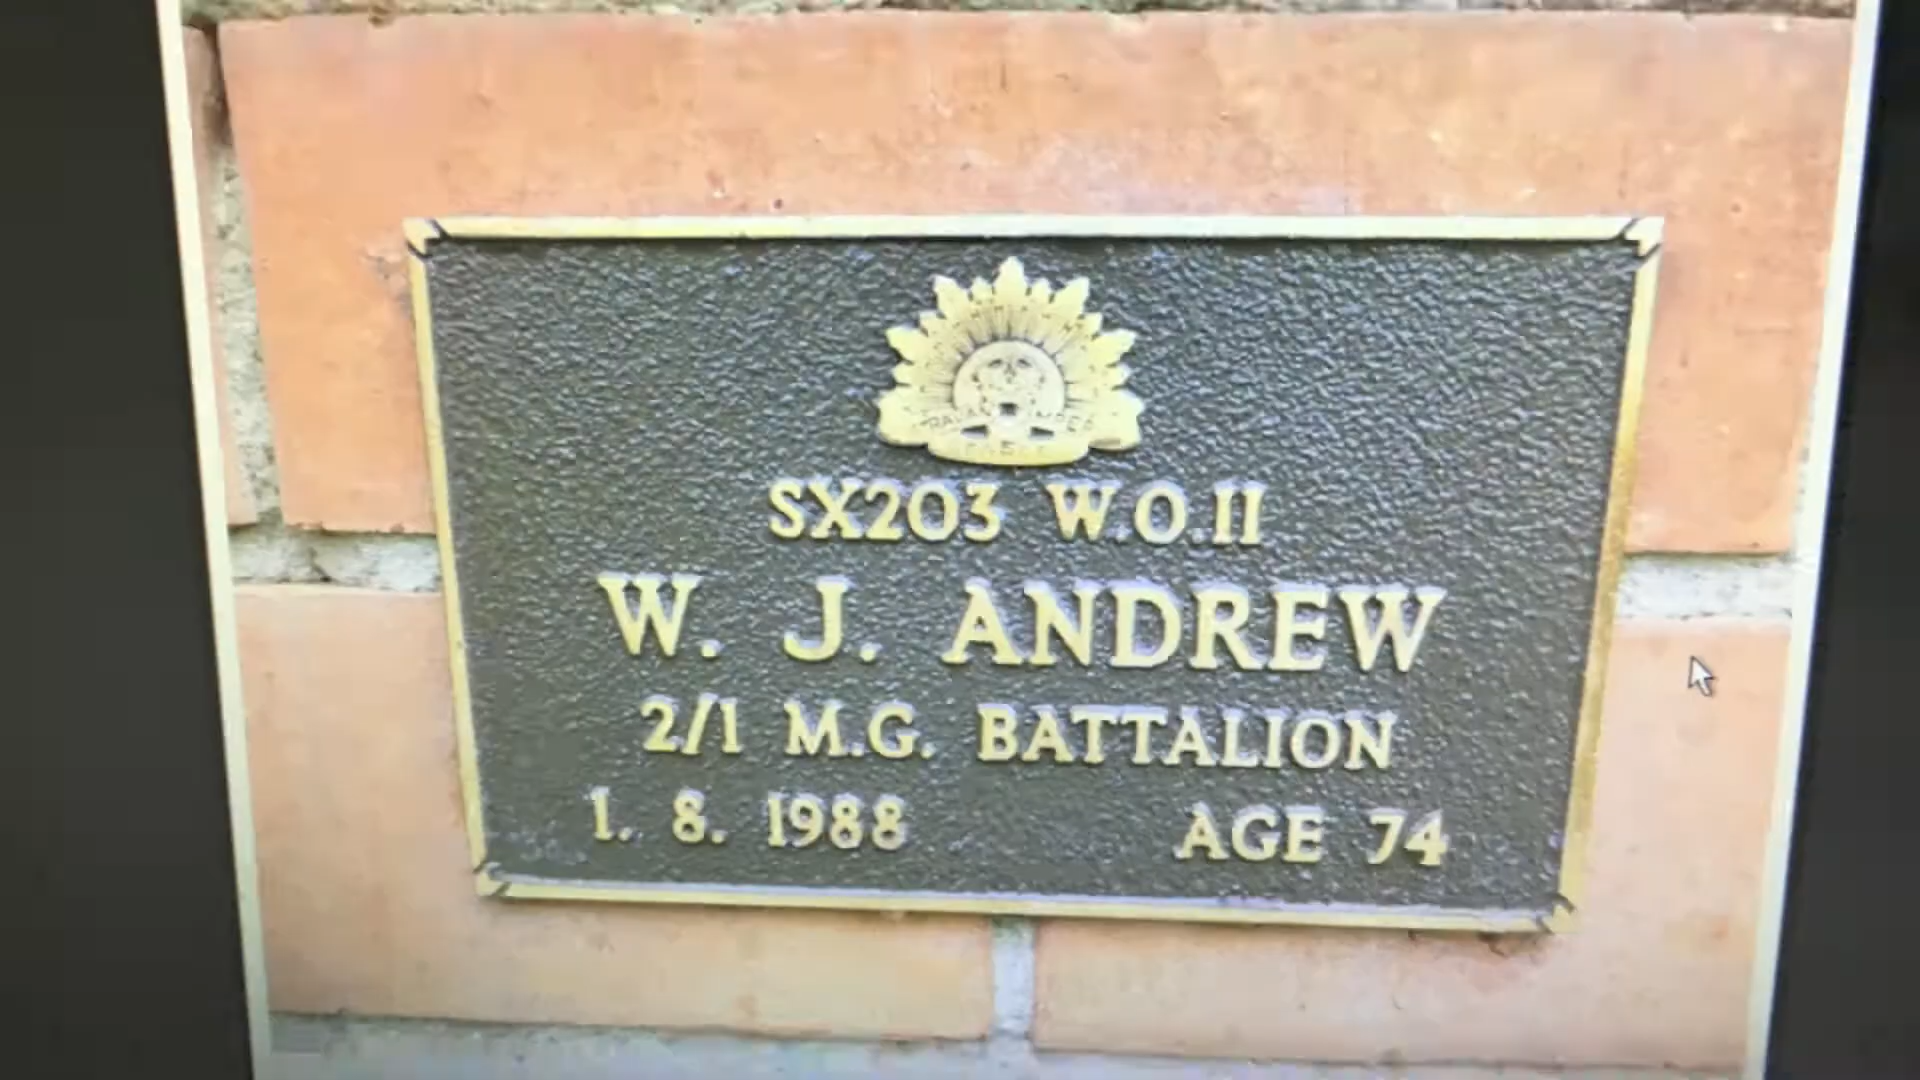 SX203 W.O.II
W. J. ANDREW
2/1 M.G. BATTALION
1. 8. 1988 AGE 74